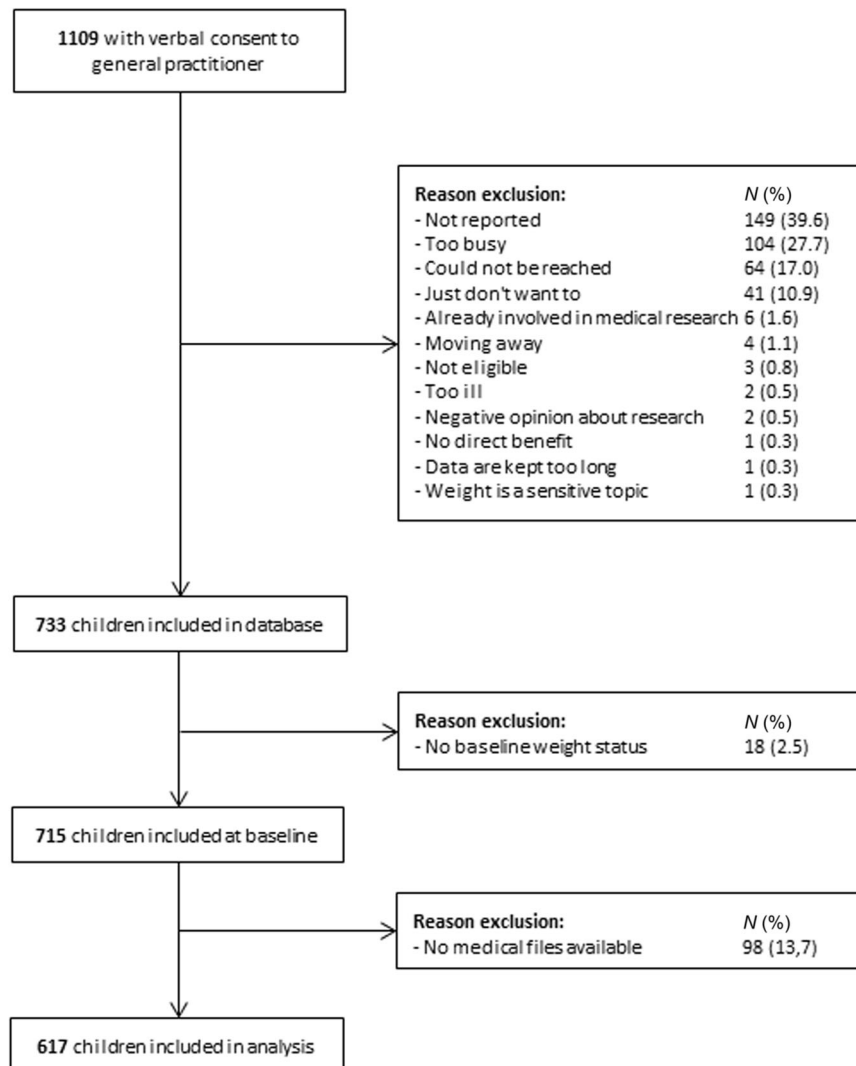 1109 with verbal consent to
general practitioner
Reason exclusion: N (%)
- Not reported 149 (39.6)
- Too busy 104 (27.7)
- Could not be reached 64 (17.0)
- Just don't want to 41 (10.9)
- Already involved in medical research 6 (1.6)
- Moving away 4 (1.1)
- Not eligible 3 (0.8)
- Too ill 2 (0.5)
- Negative opinion about research 2 (0.5)
- No direct benefit 1 (0.3)
- Data are kept too long 1 (0.3)
- Weight is a sensitive topic 1 (0.3)
733 children included in database
Reason exclusion: N (%)
- No baseline weight status 18 (2.5)
715 children included at baseline
Reason exclusion: N (%)
- No medical files available 98 (13,7)
617 children included in analysis